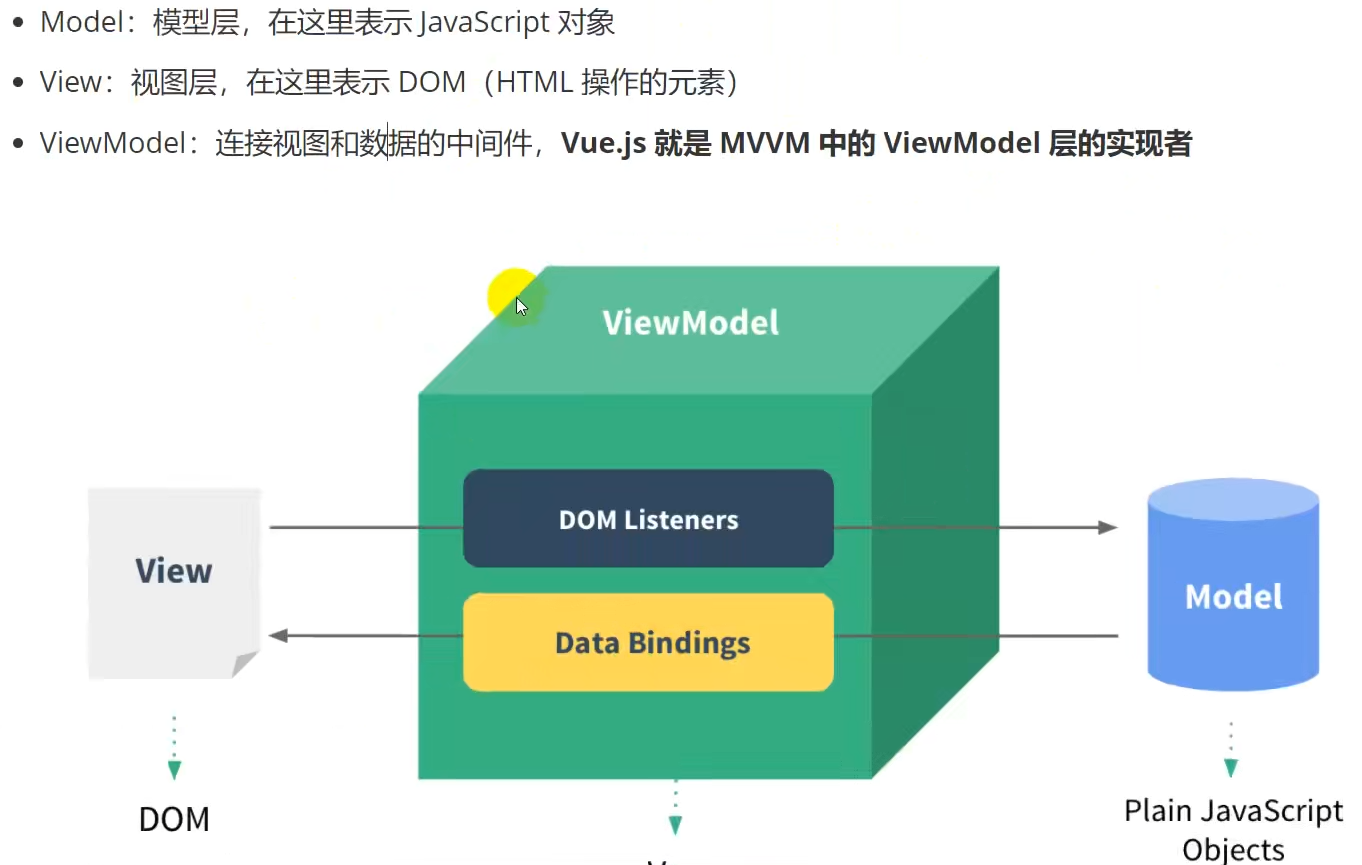 Model：模型层，在这里表示 JavaScript 对象
View：视图层，在这里表示 DOM（HTML 操作的元素）
ViewModel：连接视图和数据的中间件，Vue.js 就是 MVVM 中的 ViewModel 层的实现者
ViewModel
DOM Listeners
View
Model
Data Bindings
DOM
Plain JavaScript
Objects